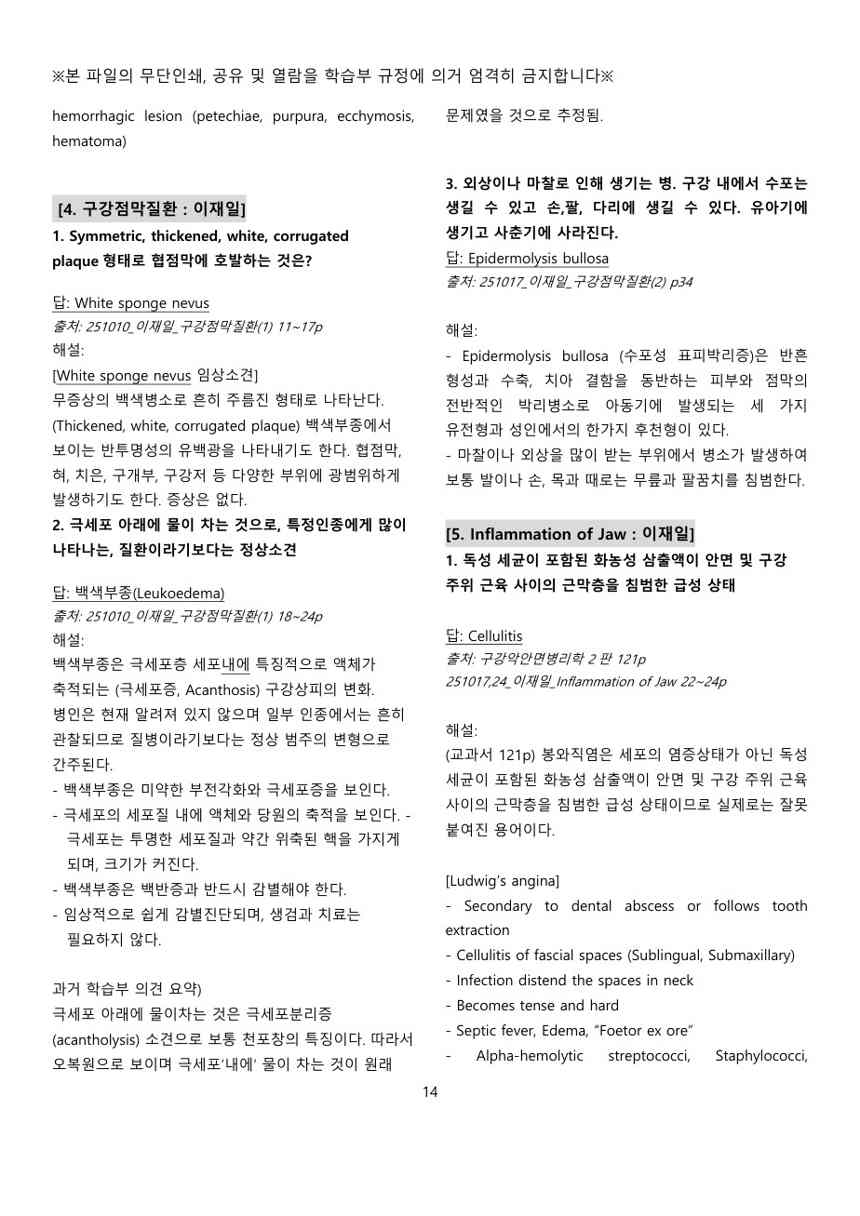 ※본 파일의 무단인쇄, 공유 및 열람을 학습부 규정에 의거 엄격히 금지합니다※
hemorrhagic lesion (petechiae, purpura, ecchymosis,
hematoma)
[4. 구강점막질환 : 이재일]
1. Symmetric, thickened, white, corrugated
plaque 형태로 협점막에 호발하는 것은?
답: White sponge nevus
출처: 251010_이재일_구강점막질환(1) 11~17p
해설:
[White sponge nevus 임상소견]
무증상의 백색병소로 흔히 주름진 형태로 나타난다.
(Thickened, white, corrugated plaque) 백색부종에서
보이는 반투명성의 유백광을 나타내기도 한다. 협점막,
혀, 치은, 구개부, 구강저 등 다양한 부위에 광범위하게
발생하기도 한다. 증상은 없다.
2. 극세포 아래에 물이 차는 것으로, 특정인종에게 많이
나타나는, 질환이라기보다는 정상소견
답: 백색부종(Leukoedema)
출처: 251010_이재일_구강점막질환(1) 18~24p
해설:
백색부종은 극세포층 세포내에 특징적으로 액체가
축적되는 (극세포증, Acanthosis) 구강상피의 변화.
병인은 현재 알려져 있지 않으며 일부 인종에서는 흔히
관찰되므로 질병이라기보다는 정상 범주의 변형으로
간주된다.
- 백색부종은 미약한 부전각화와 극세포증을 보인다.
- 극세포의 세포질 내에 액체와 당원의 축적을 보인다. -
극세포는 투명한 세포질과 약간 위축된 핵을 가지게
되며, 크기가 커진다.
- 백색부종은 백반증과 반드시 감별해야 한다.
- 임상적으로 쉽게 감별진단되며, 생검과 치료는
필요하지 않다.
과거 학습부 의견 요약)
극세포 아래에 물이차는 것은 극세포분리증
(acantholysis) 소견으로 보통 천포창의 특징이다. 따라서
오복원으로 보이며 극세포‘내에’ 물이 차는 것이 원래
문제였을 것으로 추정됨.
3. 외상이나 마찰로 인해 생기는 병. 구강 내에서 수포는
생길 수 있고 손,팔, 다리에 생길 수 있다. 유아기에
생기고 사춘기에 사라진다.
답: Epidermolysis bullosa
출처: 251017_이재일_구강점막질환(2) p34
해설:
- Epidermolysis bullosa (수포성 표피박리증)은 반흔
형성과 수축, 치아 결함을 동반하는 피부와 점막의
전반적인 박리병소로 아동기에 발생되는 세 가지
유전형과 성인에서의 한가지 후천형이 있다.
- 마찰이나 외상을 많이 받는 부위에서 병소가 발생하여
보통 발이나 손, 목과 때로는 무릎과 팔꿈치를 침범한다.
[5. Inflammation of Jaw : 이재일]
1. 독성 세균이 포함된 화농성 삼출액이 안면 및 구강
주위 근육 사이의 근막층을 침범한 급성 상태
답: Cellulitis
출처: 구강악안면병리학 2 판 121p
251017,24_이재일_Inflammation of Jaw 22~24p
해설:
(교과서 121p) 봉와직염은 세포의 염증상태가 아닌 독성
세균이 포함된 화농성 삼출액이 안면 및 구강 주위 근육
사이의 근막층을 침범한 급성 상태이므로 실제로는 잘못
붙여진 용어이다.
[Ludwig’s angina]
- Secondary to dental abscess or follows tooth
extraction
- Cellulitis of fascial spaces (Sublingual, Submaxillary)
- Infection distend the spaces in neck
- Becomes tense and hard
- Septic fever, Edema, “Foetor ex ore”
- Alpha-hemolytic streptococci, Staphylococci,
14